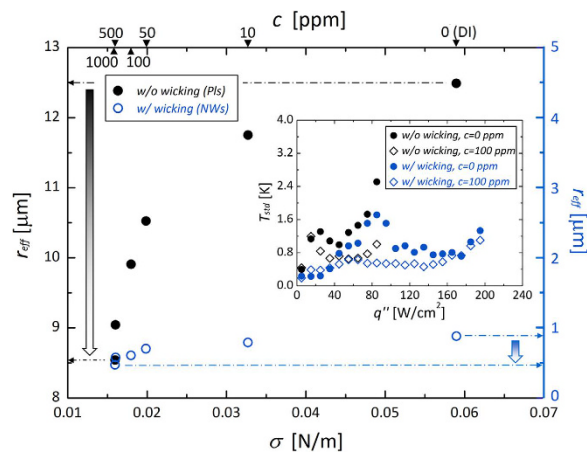 c [ppm]
500 50 10 0 (DI)
1000 100
13
12
11
10
9
8
r_eff [μm]
w/o wicking (Pls)
w/ wicking (NWs)
5
4
3
2
1
0
r_eff [μm]
4.0
3.2
2.4
1.6
0.8
0.0
T_std [K]
w/o wicking, c=0 ppm
w/o wicking, c=100 ppm
w/ wicking, c=0 ppm
w/ wicking, c=100 ppm
0 40 80 120 160 200 240
q'' [W/cm²]
0.01 0.02 0.03 0.04 0.05 0.06 0.07
σ [N/m]